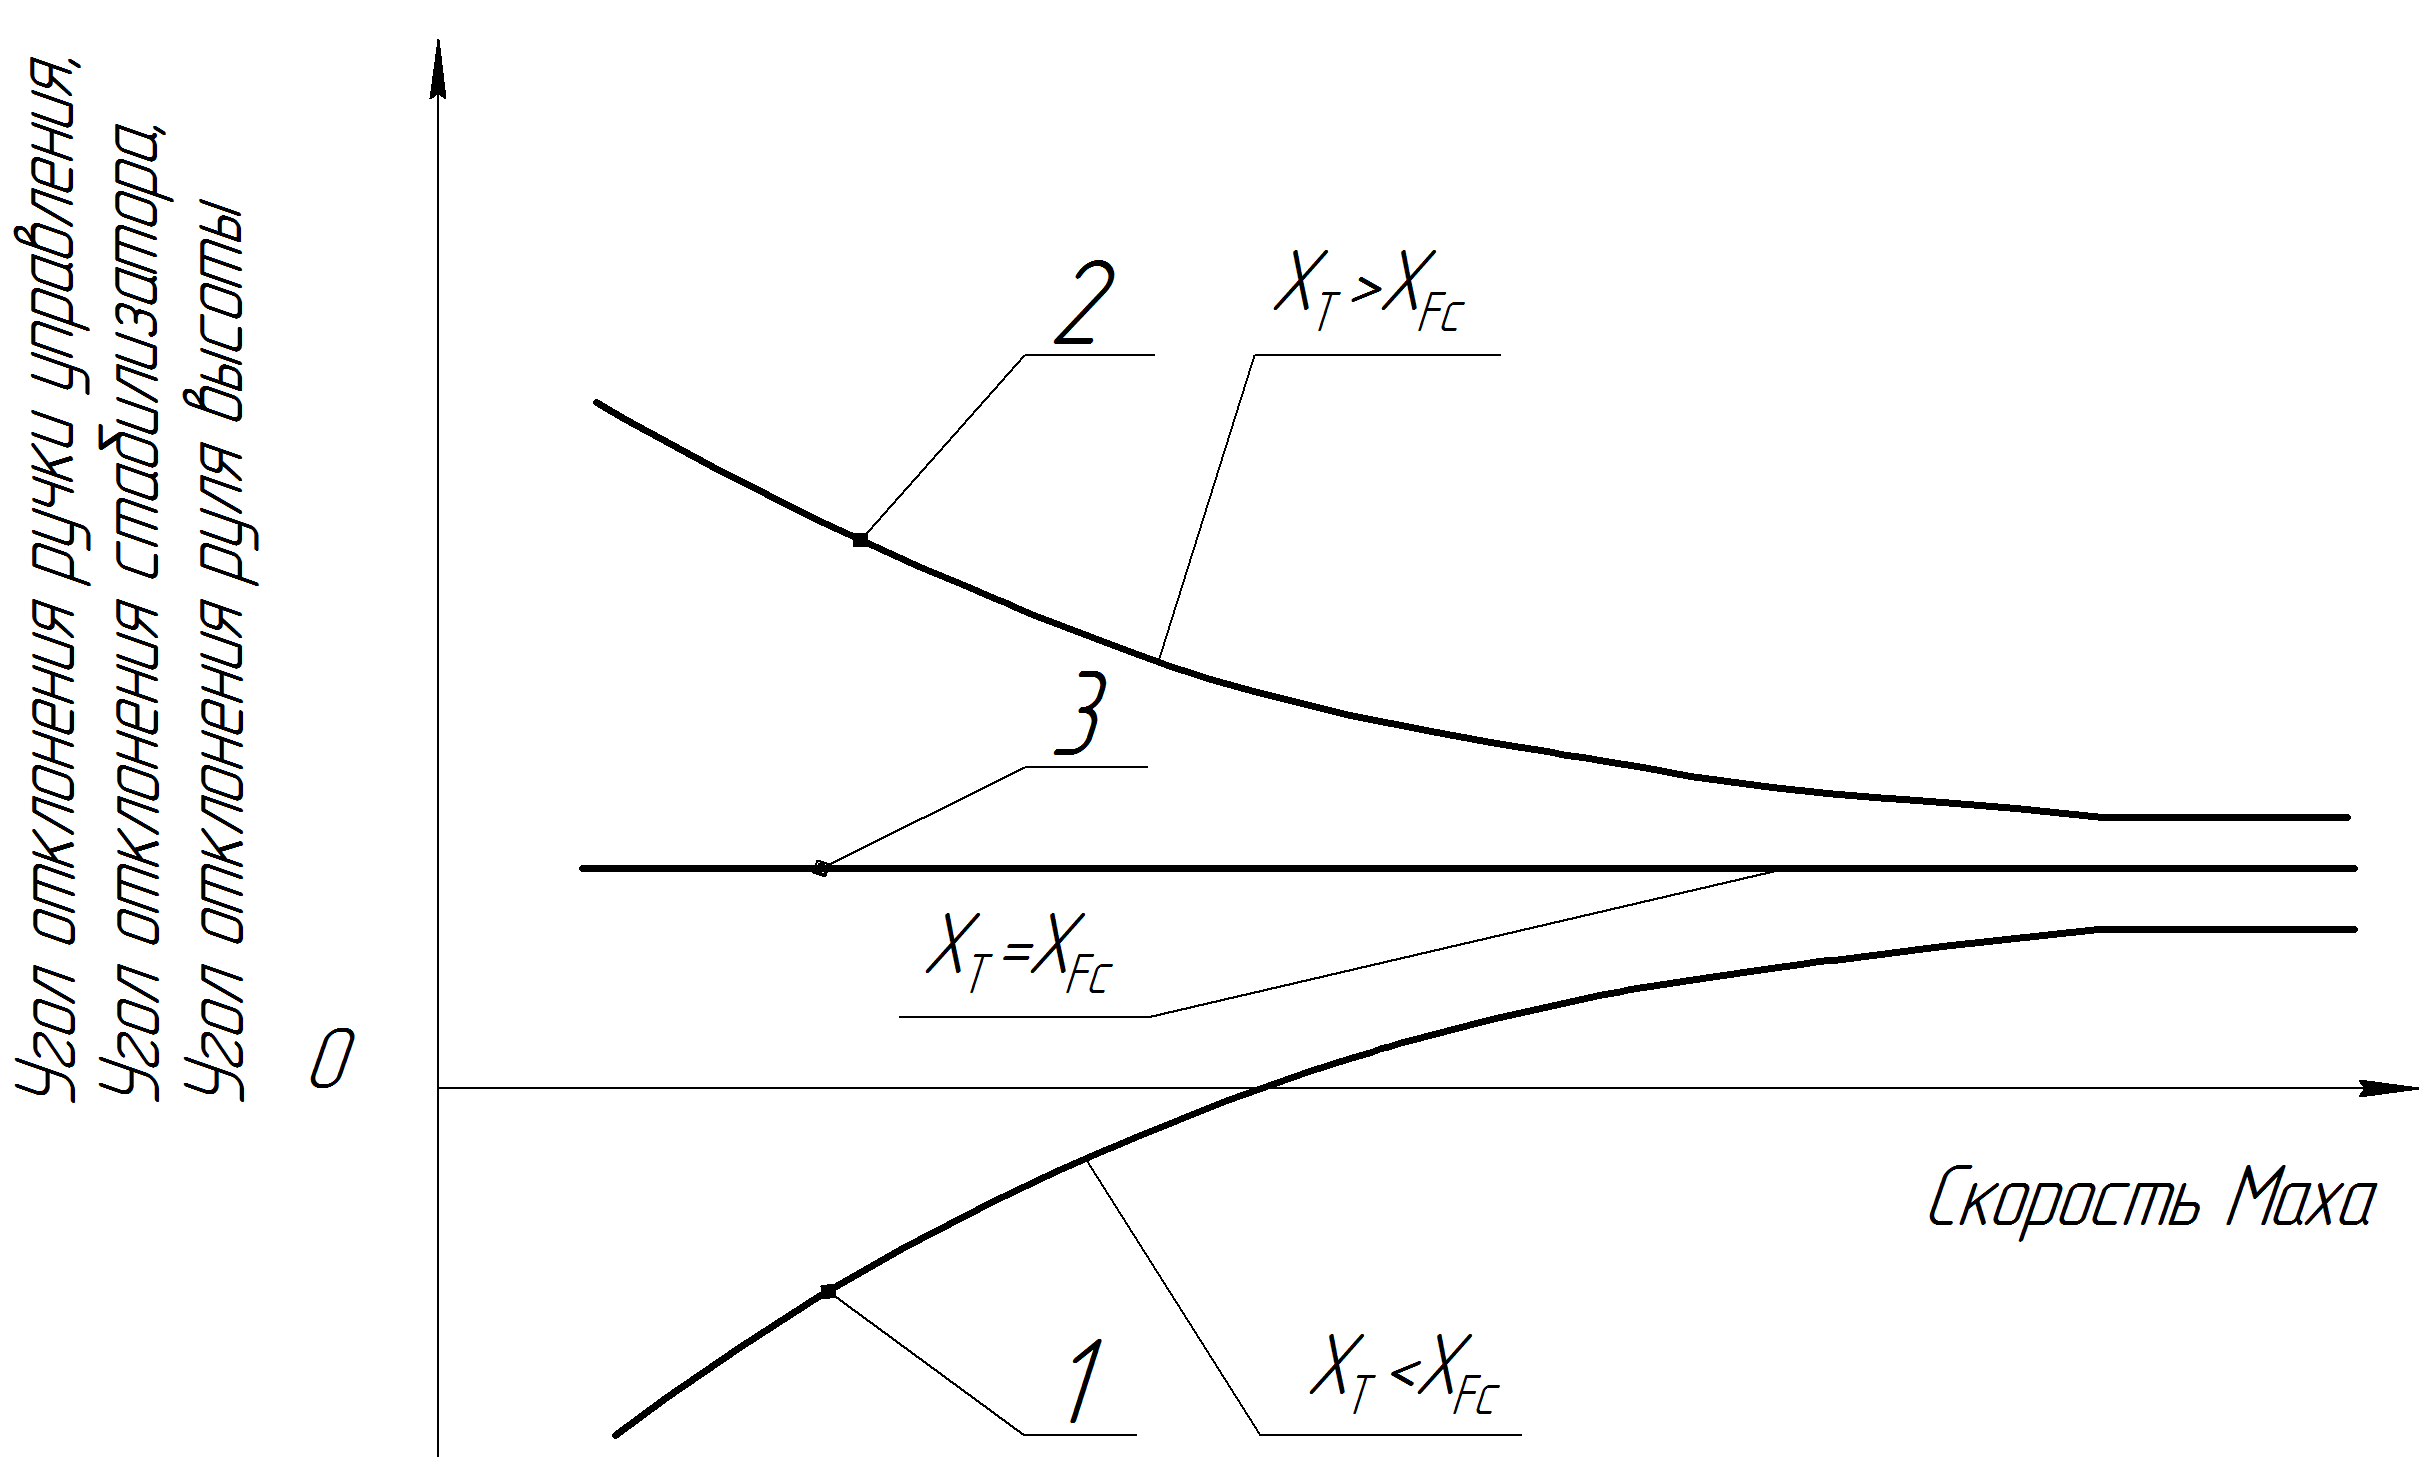 Угол отклонения ручки управления,
Угол отклонения стабилизатора,
Угол отклонения руля высоты
2
X_T>X_Fc
3
X_T=X_Fc
0
Скорость Маха
1
X_T<X_Fc